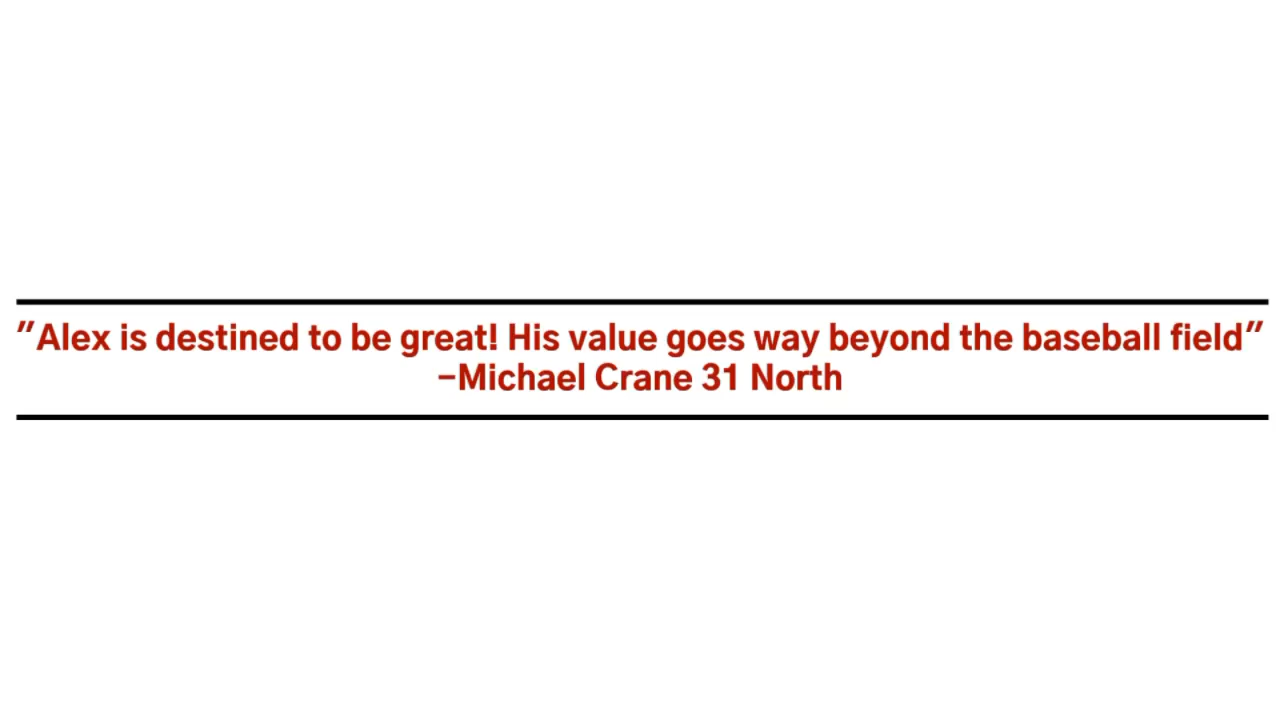 "Alex is destined to be great! His value goes way beyond the baseball field"
-Michael Crane 31 North